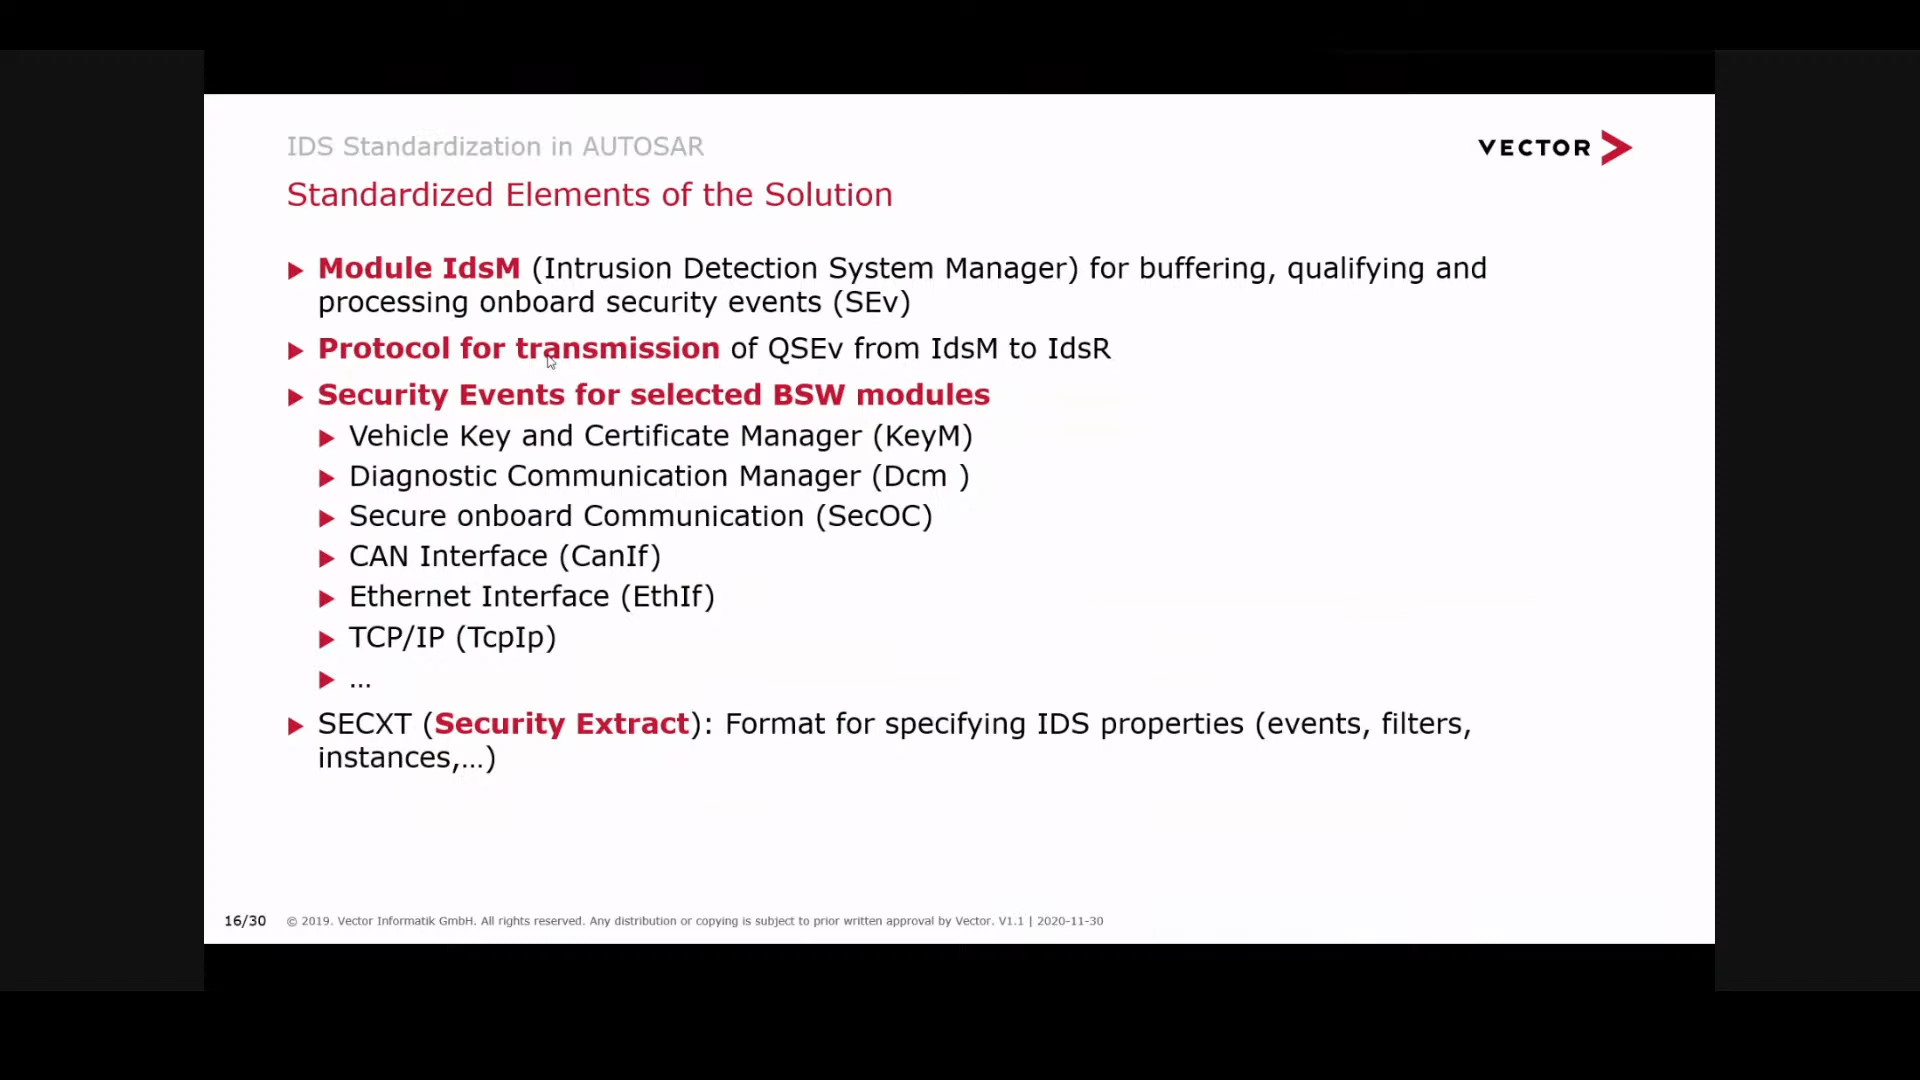 IDS Standardization in AUTOSAR
VECTOR
Standardized Elements of the Solution
Module IdsM (Intrusion Detection System Manager) for buffering, qualifying and
processing onboard security events (SEv)
Protocol for transmission of QSEv from IdsM to IdsR
Security Events for selected BSW modules
Vehicle Key and Certificate Manager (KeyM)
Diagnostic Communication Manager (Dcm )
Secure onboard Communication (SecOC)
CAN Interface (CanIf)
Ethernet Interface (EthIf)
TCP/IP (TcpIp)
...
SECXT (Security Extract): Format for specifying IDS properties (events, filters,
instances,...)
16/30 © 2019. Vector Informatik GmbH. All rights reserved. Any distribution or copying is subject to prior written approval by Vector. V1.1 | 2020-11-30